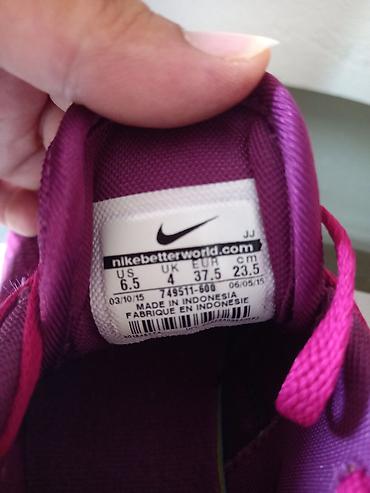 JJ
nikebetterworld.com
US UK EUR cm
6.5 4 37.5 23.5
03/10/15 749511-600 06/05/15
MADE IN INDONESIA
FABRIQUE EN INDONESIE